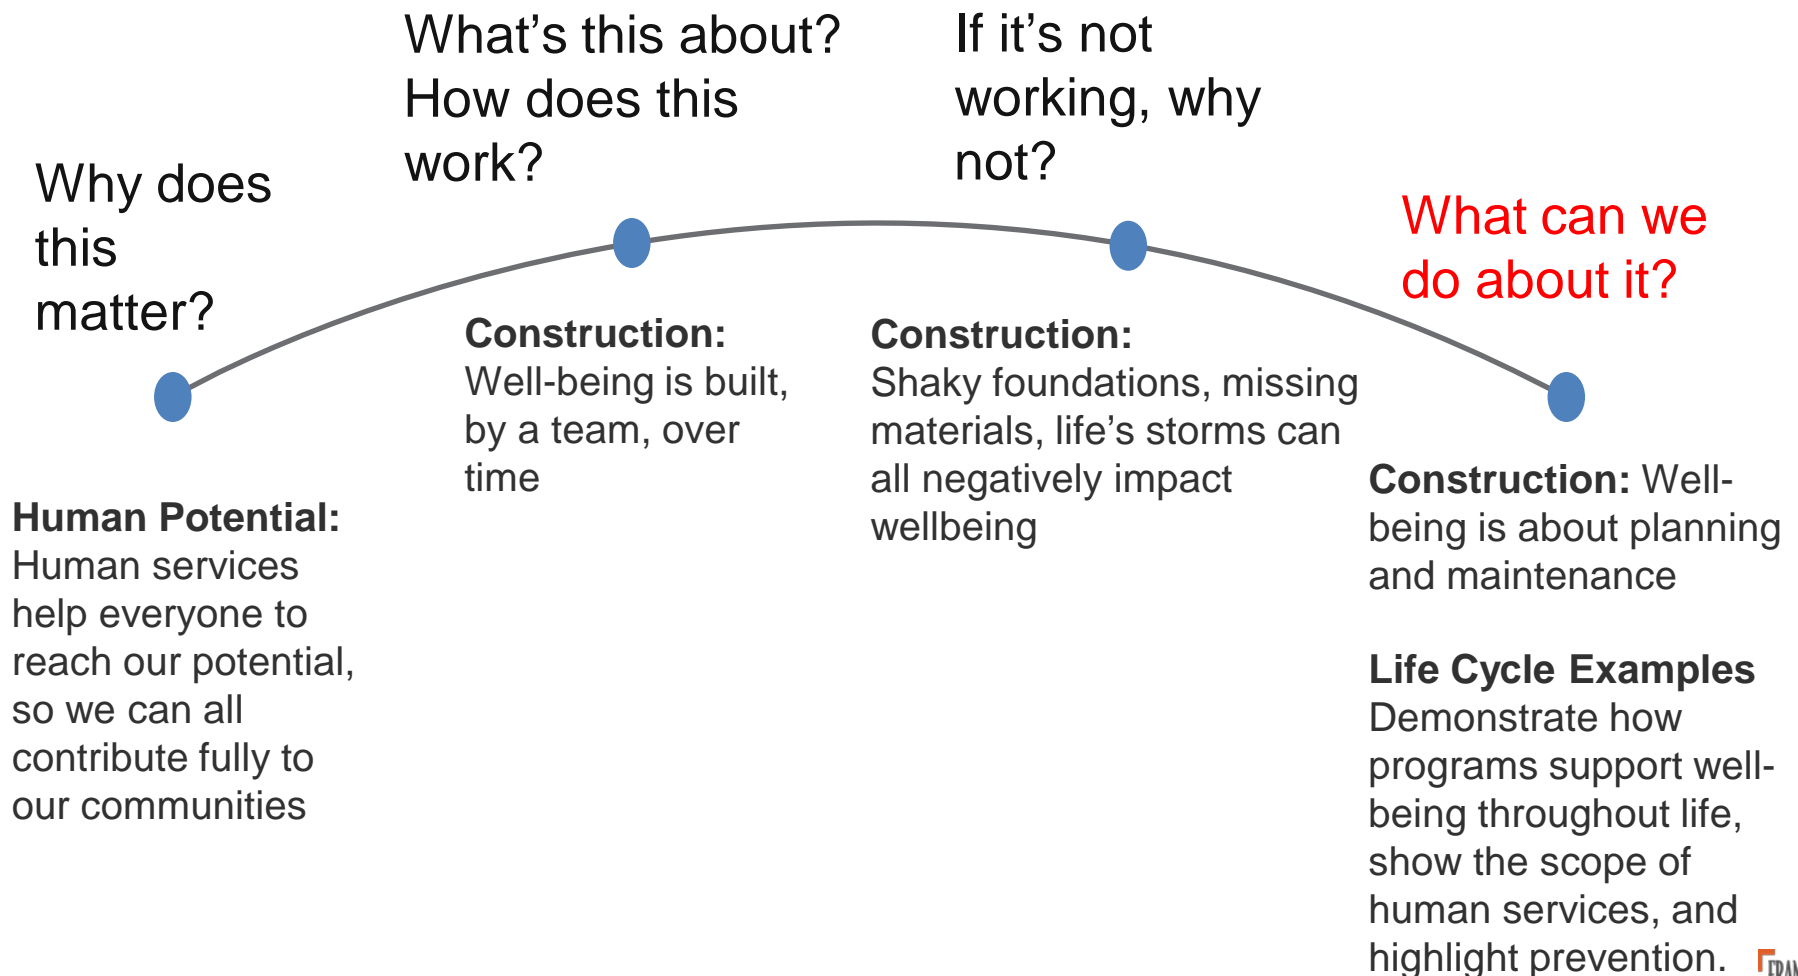 Why does
this
matter?
Human Potential:
Human services
help everyone to
reach our potential,
so we can all
contribute fully to
our communities
What’s this about?
How does this
work?
Construction:
Well-being is built,
by a team, over
time
If it’s not
working, why
not?
Construction:
Shaky foundations, missing
materials, life’s storms can
all negatively impact
wellbeing
What can we
do about it?
Construction: Well-
being is about planning
and maintenance
Life Cycle Examples
Demonstrate how
programs support well-
being throughout life,
show the scope of
human services, and
highlight prevention.